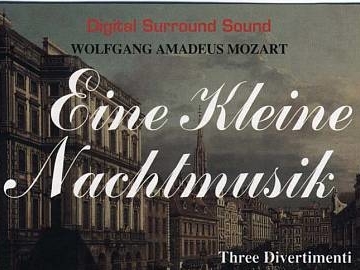 Digital Surround Sound
WOLFGANG AMADEUS MOZART
Eine Kleine
Nachtmusik
Three Divertimenti